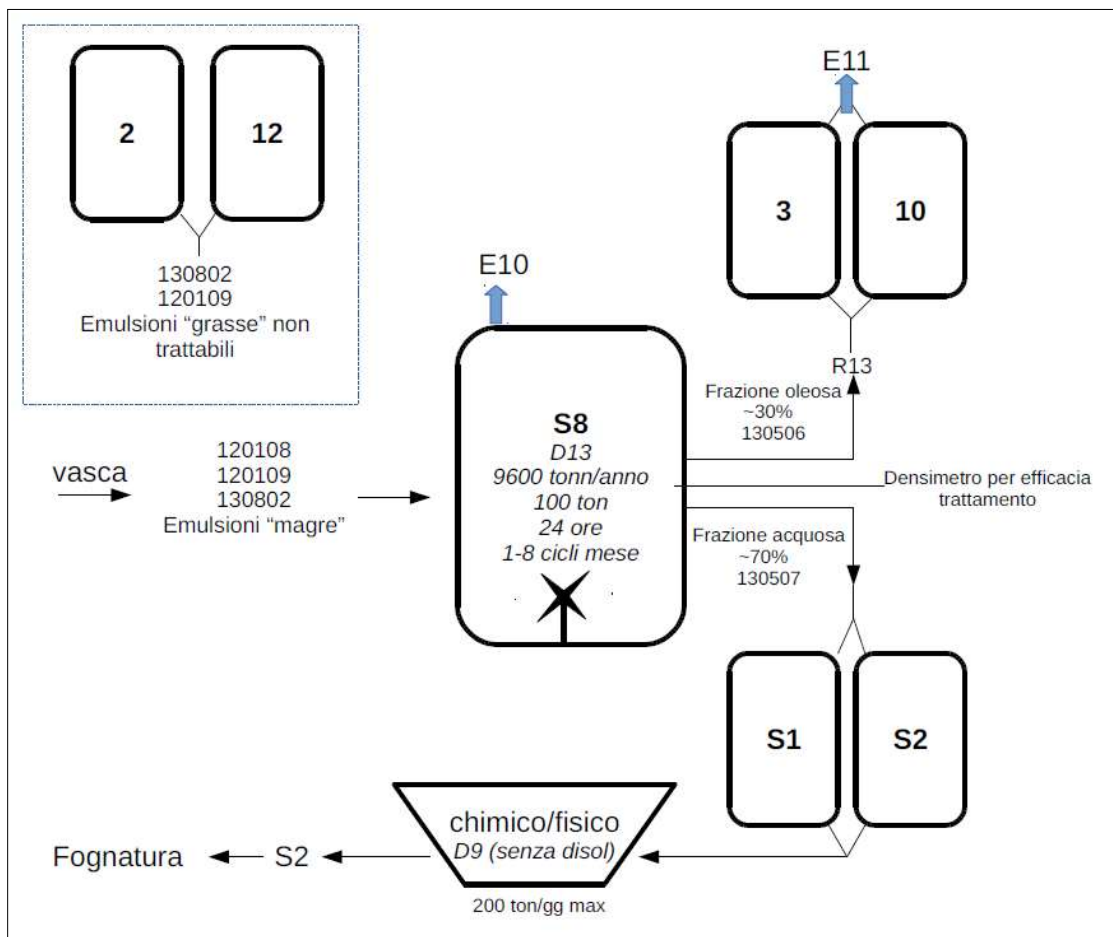 2
12
130802
120109
Emulsioni “grasse” non
trattabili
E11
3
10
R13
E10
vasca
120108
120109
130802
Emulsioni “magre”
S8
D13
9600 tonn/anno
100 ton
24 ore
1-8 cicli mese
Frazione oleosa
~30%
130506
Densimetro per efficacia
trattamento
Frazione acquosa
~70%
130507
S1
S2
chimico/fisico
D9 (senza disol)
200 ton/gg max
S2
Fognatura